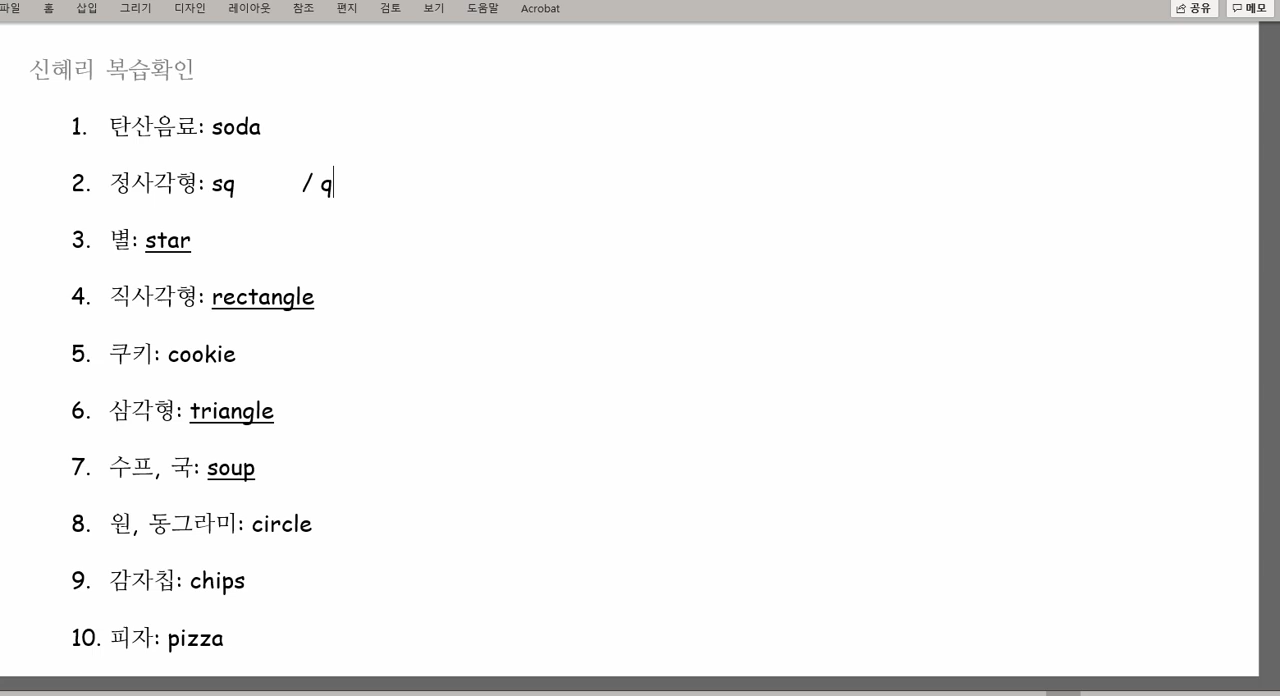 파일 홈 삽입 그리기 디자인 레이아웃 참조 편지 검토 보기 도움말 Acrobat 공유 메모
신혜리 복습확인
1. 탄산음료: soda
2. 정사각형: sq / q
3. 별: star
4. 직사각형: rectangle
5. 쿠키: cookie
6. 삼각형: triangle
7. 수프, 국: soup
8. 원, 동그라미: circle
9. 감자칩: chips
10. 피자: pizza